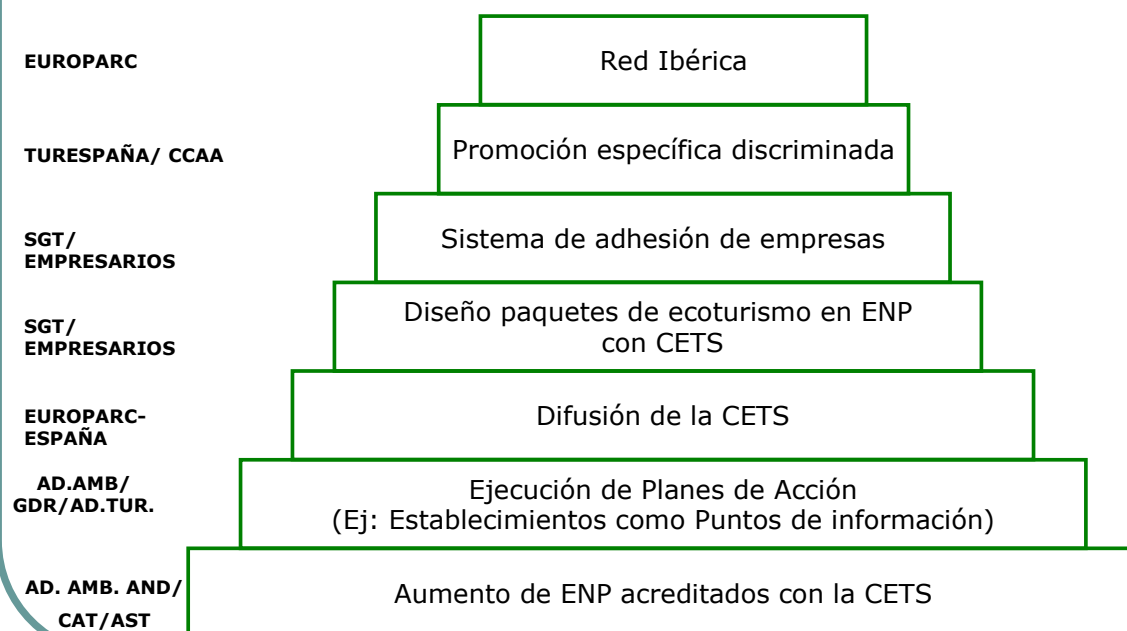 EUROPARC
Red Ibérica
TURESPAÑA/ CCAA
Promoción específica discriminada
SGT/
EMPRESARIOS
Sistema de adhesión de empresas
SGT/
EMPRESARIOS
Diseño paquetes de ecoturismo en ENP
con CETS
EUROPARC-
ESPAÑA
Difusión de la CETS
AD.AMB/
GDR/AD.TUR.
Ejecución de Planes de Acción
(Ej: Establecimientos como Puntos de información)
AD. AMB. AND/
CAT/AST
Aumento de ENP acreditados con la CETS